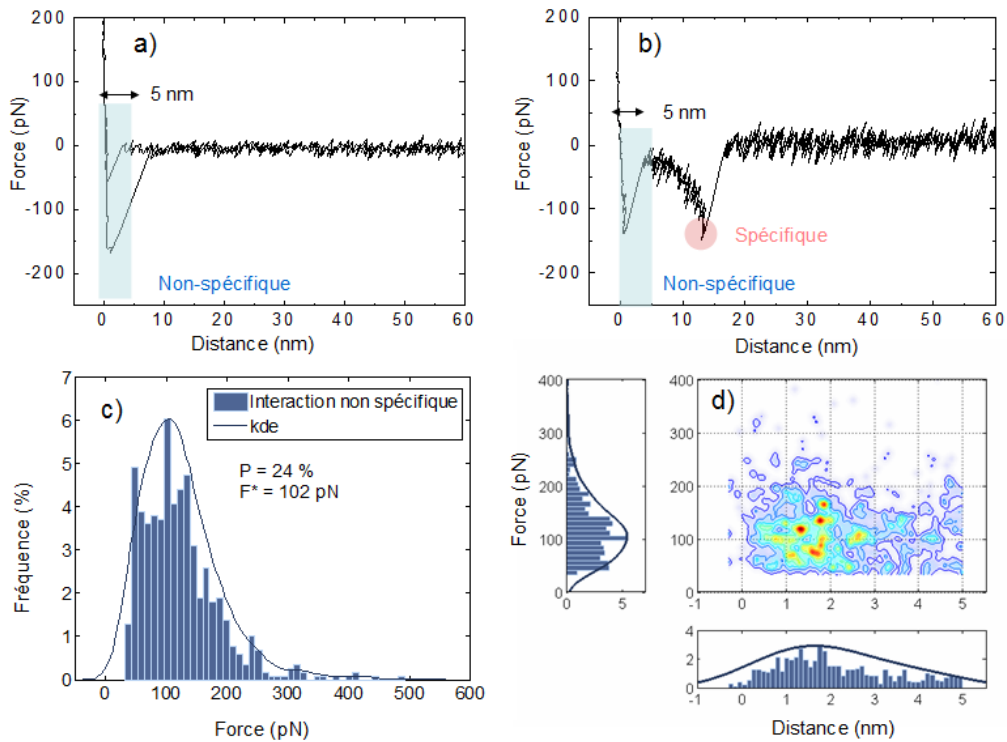 a)
5 nm
200
100
0
-100
-200
Force (pN)
Non-spécifique
0 10 20 30 40 50 60
Distance (nm)
b)
5 nm
200
100
0
-100
-200
Force (pN)
Spécifique
Non-spécifique
0 10 20 30 40 50 60
Distance (nm)
c)
Interaction non spécifique
kde
P = 24 %
F* = 102 pN
7
6
5
4
3
2
1
0
Fréquence (%)
0 100 200 300 400 500 600
Force (pN)
d)
400
300
200
100
0
Force (pN)
0 5
400
300
200
100
0
-1 0 1 2 3 4 5
4
2
0
-1 0 1 2 3 4 5
Distance (nm)